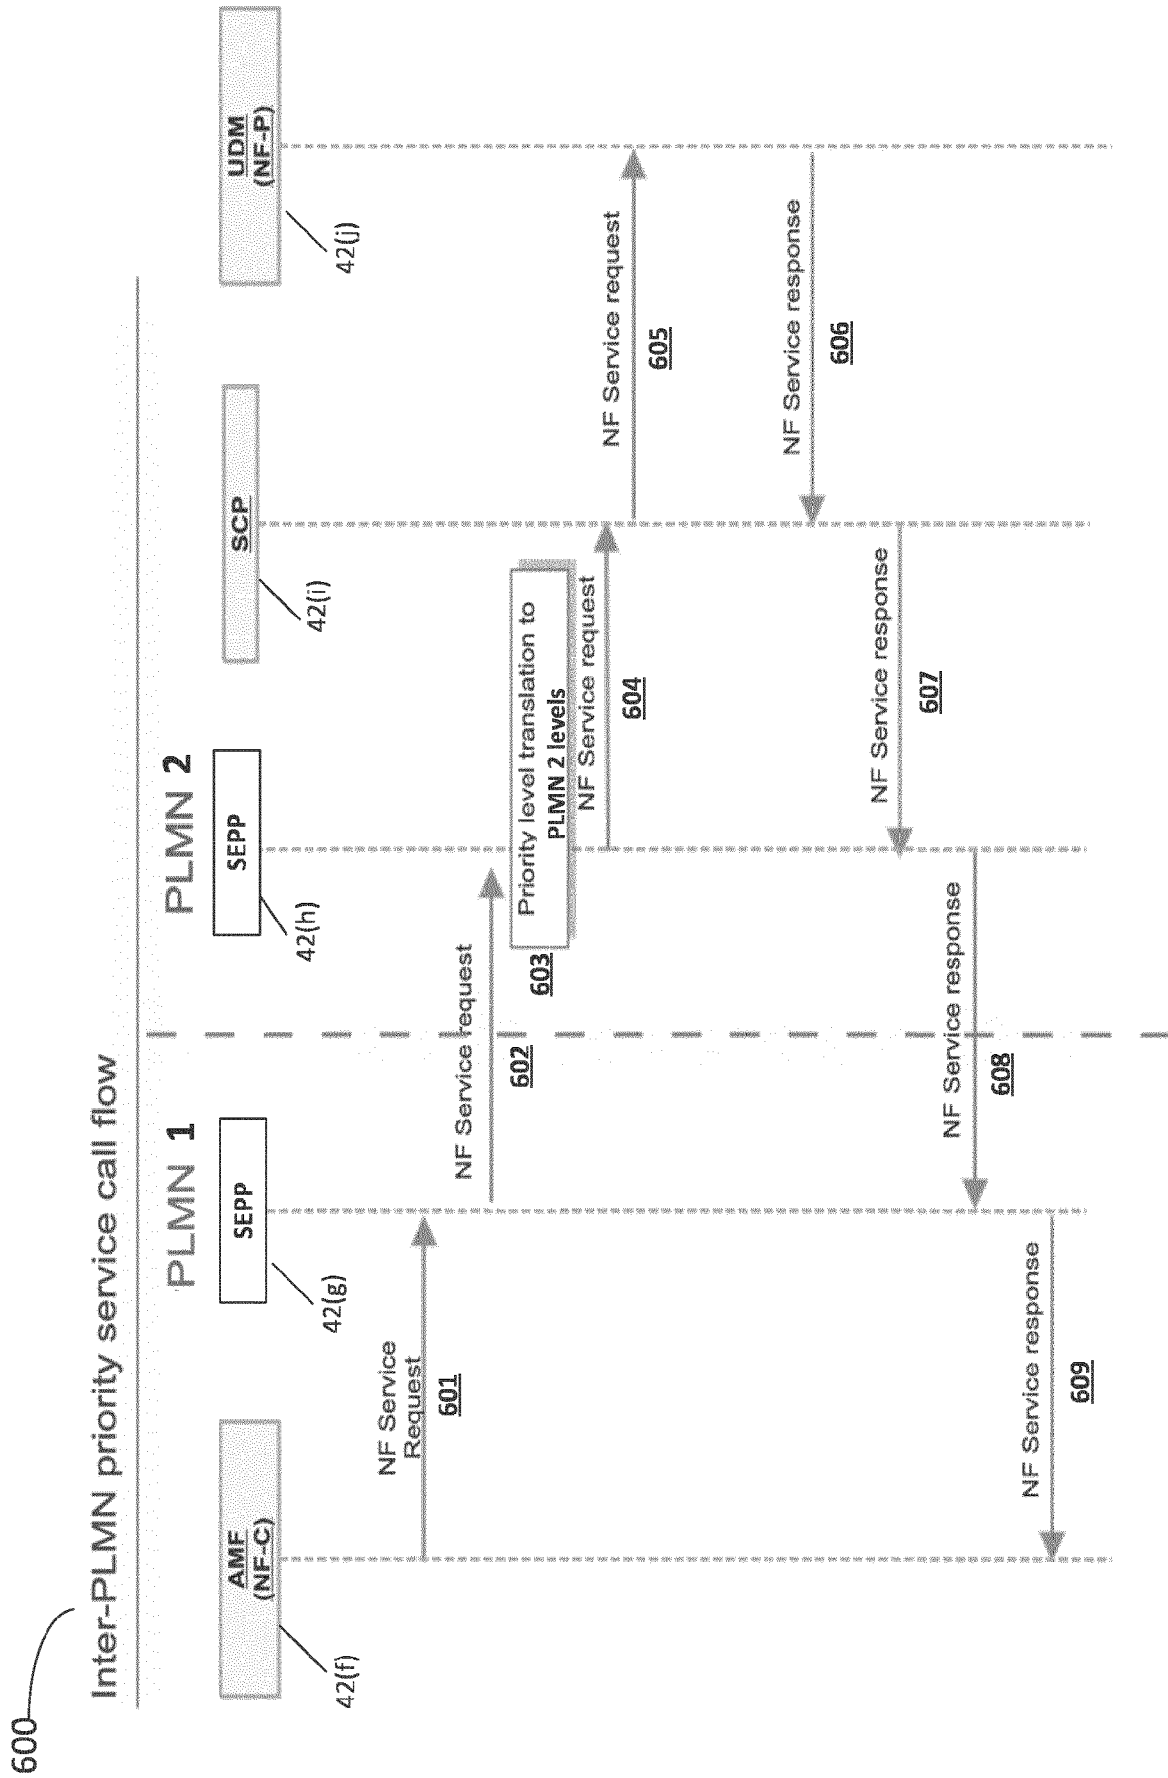 600
Inter-PLMN priority service call flow
PLMN 1
PLMN 2
AMF
(NF-C)
42(f)
SEPP
42(g)
SEPP
42(h)
SCP
42(i)
UDM
(NF-P)
42(j)
NF Service
Request
601
NF Service request
602
Priority level translation to
PLMN 2 levels
603
NF Service request
604
NF Service request
605
NF Service response
606
NF Service response
607
NF Service response
608
NF Service response
609